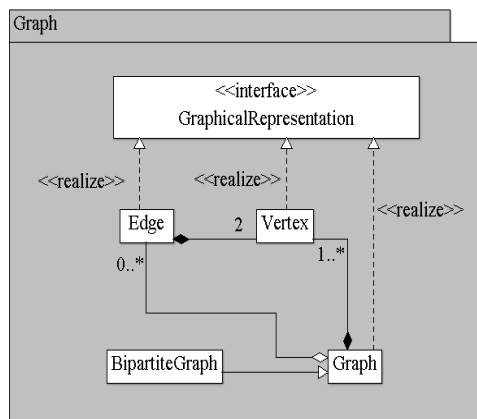 Graph
<<interface>>
GraphicalRepresentation
<<realize>>
<<realize>>
<<realize>>
Edge
2
Vertex
0..*
1..*
BipartiteGraph
Graph